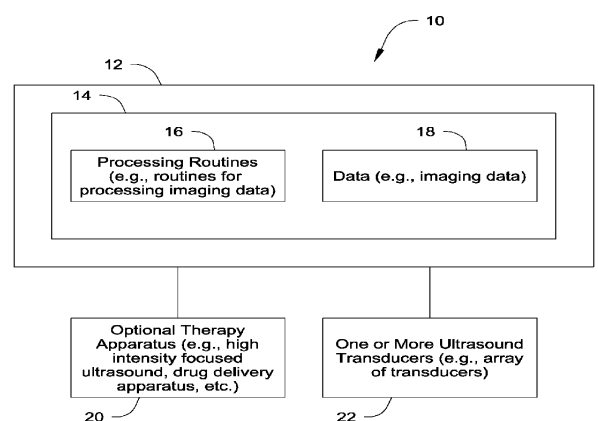 10
12
14
16
18
Processing Routines
(e.g., routines for
processing imaging data)
Data (e.g., imaging data)
Optional Therapy
Apparatus (e.g., high
intensity focused
ultrasound, drug delivery
apparatus, etc.)
One or More Ultrasound
Transducers (e.g., array
of transducers)
20
22